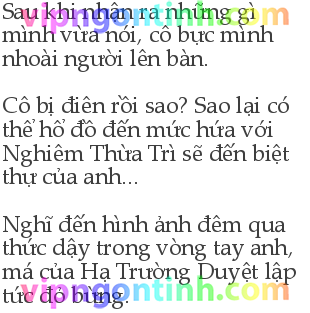 Sau khi nhận ra những gì
mình vừa nói, cô bực mình
nhoài người lên bàn.
Cô bị điên rồi sao? Sao lại có
thể hổ đồ đến mức hứa với
Nghiêm Thừa Trì sẽ đến biệt
thự của anh...
Nghĩ đến hình ảnh đêm qua
thức dậy trong vòng tay anh,
má của Hạ Trường Duyệt lập
tức đỏ bừng.
vipngontinh.com
vipngontinh.com